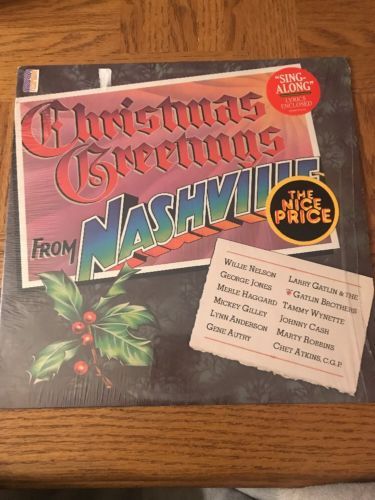 "SING-
ALONG"
LYRICS
ENCLOSED
Christmas
Greetings
FROM NASHVILLE
THE
NICE
PRICE
WILLIE NELSON
GEORGE JONES
MERLE HAGGARD
MICKEY GILLEY
LYNN ANDERSON
GENE AUTRY
LARRY GATLIN & THE
GATLIN BROTHERS
TAMMY WYNETTE
JOHNNY CASH
MARTY ROBBINS
CHET ATKINS, C.G.P.